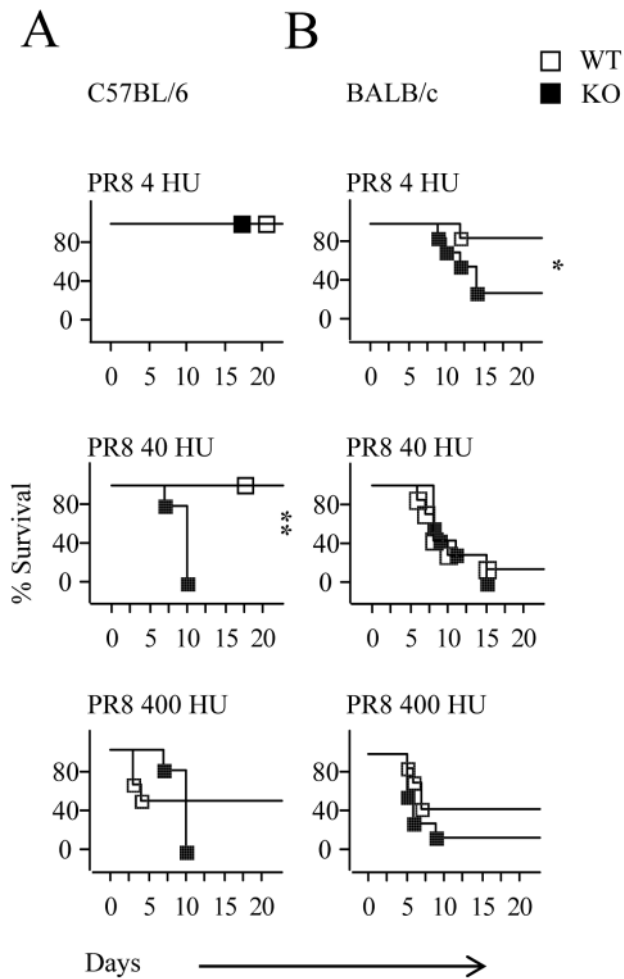 A
B
WT
KO
C57BL/6
BALB/c
PR8 4 HU
PR8 4 HU
80
40
0
80
40
0
*
0 5 10 15 20
0 5 10 15 20
PR8 40 HU
PR8 40 HU
% Survival
80
40
0
**
80
40
0
0 5 10 15 20
0 5 10 15 20
PR8 400 HU
PR8 400 HU
80
40
0
80
40
0
0 5 10 15 20
0 5 10 15 20
Days